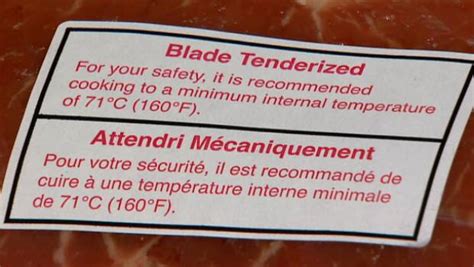 Blade Tenderized
For your safety, it is recommended
cooking to a minimum internal temperature
of 71°C (160°F).
Attendri Mécaniquement
Pour votre sécurité, il est recommandé de
cuire à une température interne minimale
de 71°C (160°F).